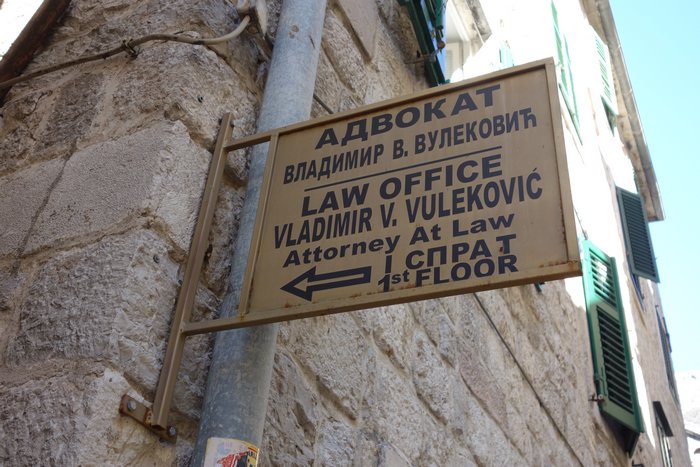 АДВОКАТ
ВЛАДИМИР В. ВУЛЕКОВИЋ
LAW OFFICE
VLADIMIR V. VULEKOVIĆ
Attorney At Law
I СПРАТ
1st FLOOR